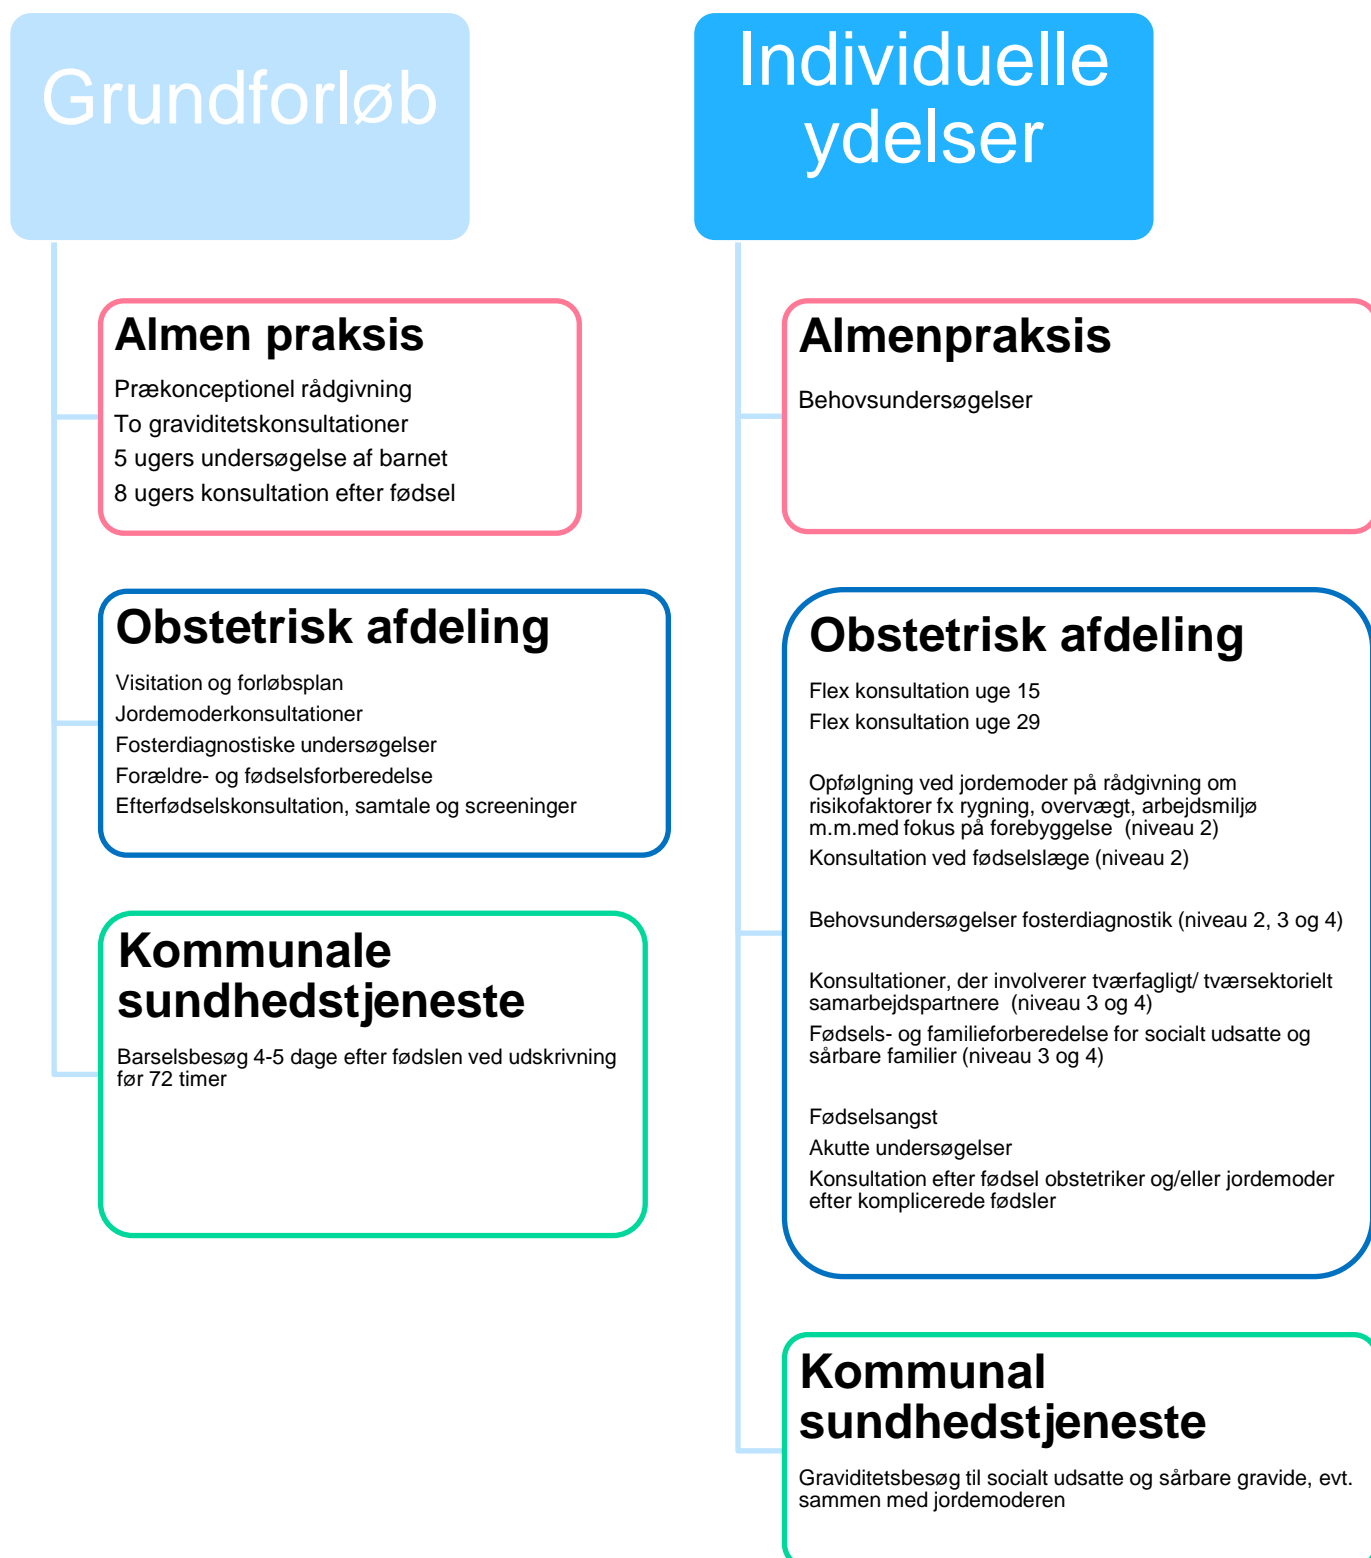 Grundforløb
Almen praksis
Prækonceptionel rådgivning
To graviditetskonsultationer
5 ugers undersøgelse af barnet
8 ugers konsultation efter fødsel
Obstetrisk afdeling
Visitation og forløbsplan
Jordemoderkonsultationer
Fosterdiagnostiske undersøgelser
Forældre- og fødselsforberedelse
Efterfødselskonsultation, samtale og screeninger
Kommunale
sundhedstjeneste
Barselsbesøg 4-5 dage efter fødslen ved udskrivning
før 72 timer
Individuelle
ydelser
Almenpraksis
Behovsundersøgelser
Obstetrisk afdeling
Flex konsultation uge 15
Flex konsultation uge 29
Opfølgning ved jordemoder på rådgivning om
risikofaktorer fx rygning, overvægt, arbejdsmiljø
m.m.med fokus på forebyggelse  (niveau 2)
Konsultation ved fødselslæge (niveau 2)
Behovsundersøgelser fosterdiagnostik (niveau 2, 3 og 4)
Konsultationer, der involverer tværfagligt/ tværsektorielt
samarbejdspartnere  (niveau 3 og 4)
Fødsels- og familieforberedelse for socialt udsatte og
sårbare familier (niveau 3 og 4)
Fødselsangst
Akutte undersøgelser
Konsultation efter fødsel obstetriker og/eller jordemoder
efter komplicerede fødsler
Kommunal
sundhedstjeneste
Graviditetsbesøg til socialt udsatte og sårbare gravide, evt.
sammen med jordemoderen